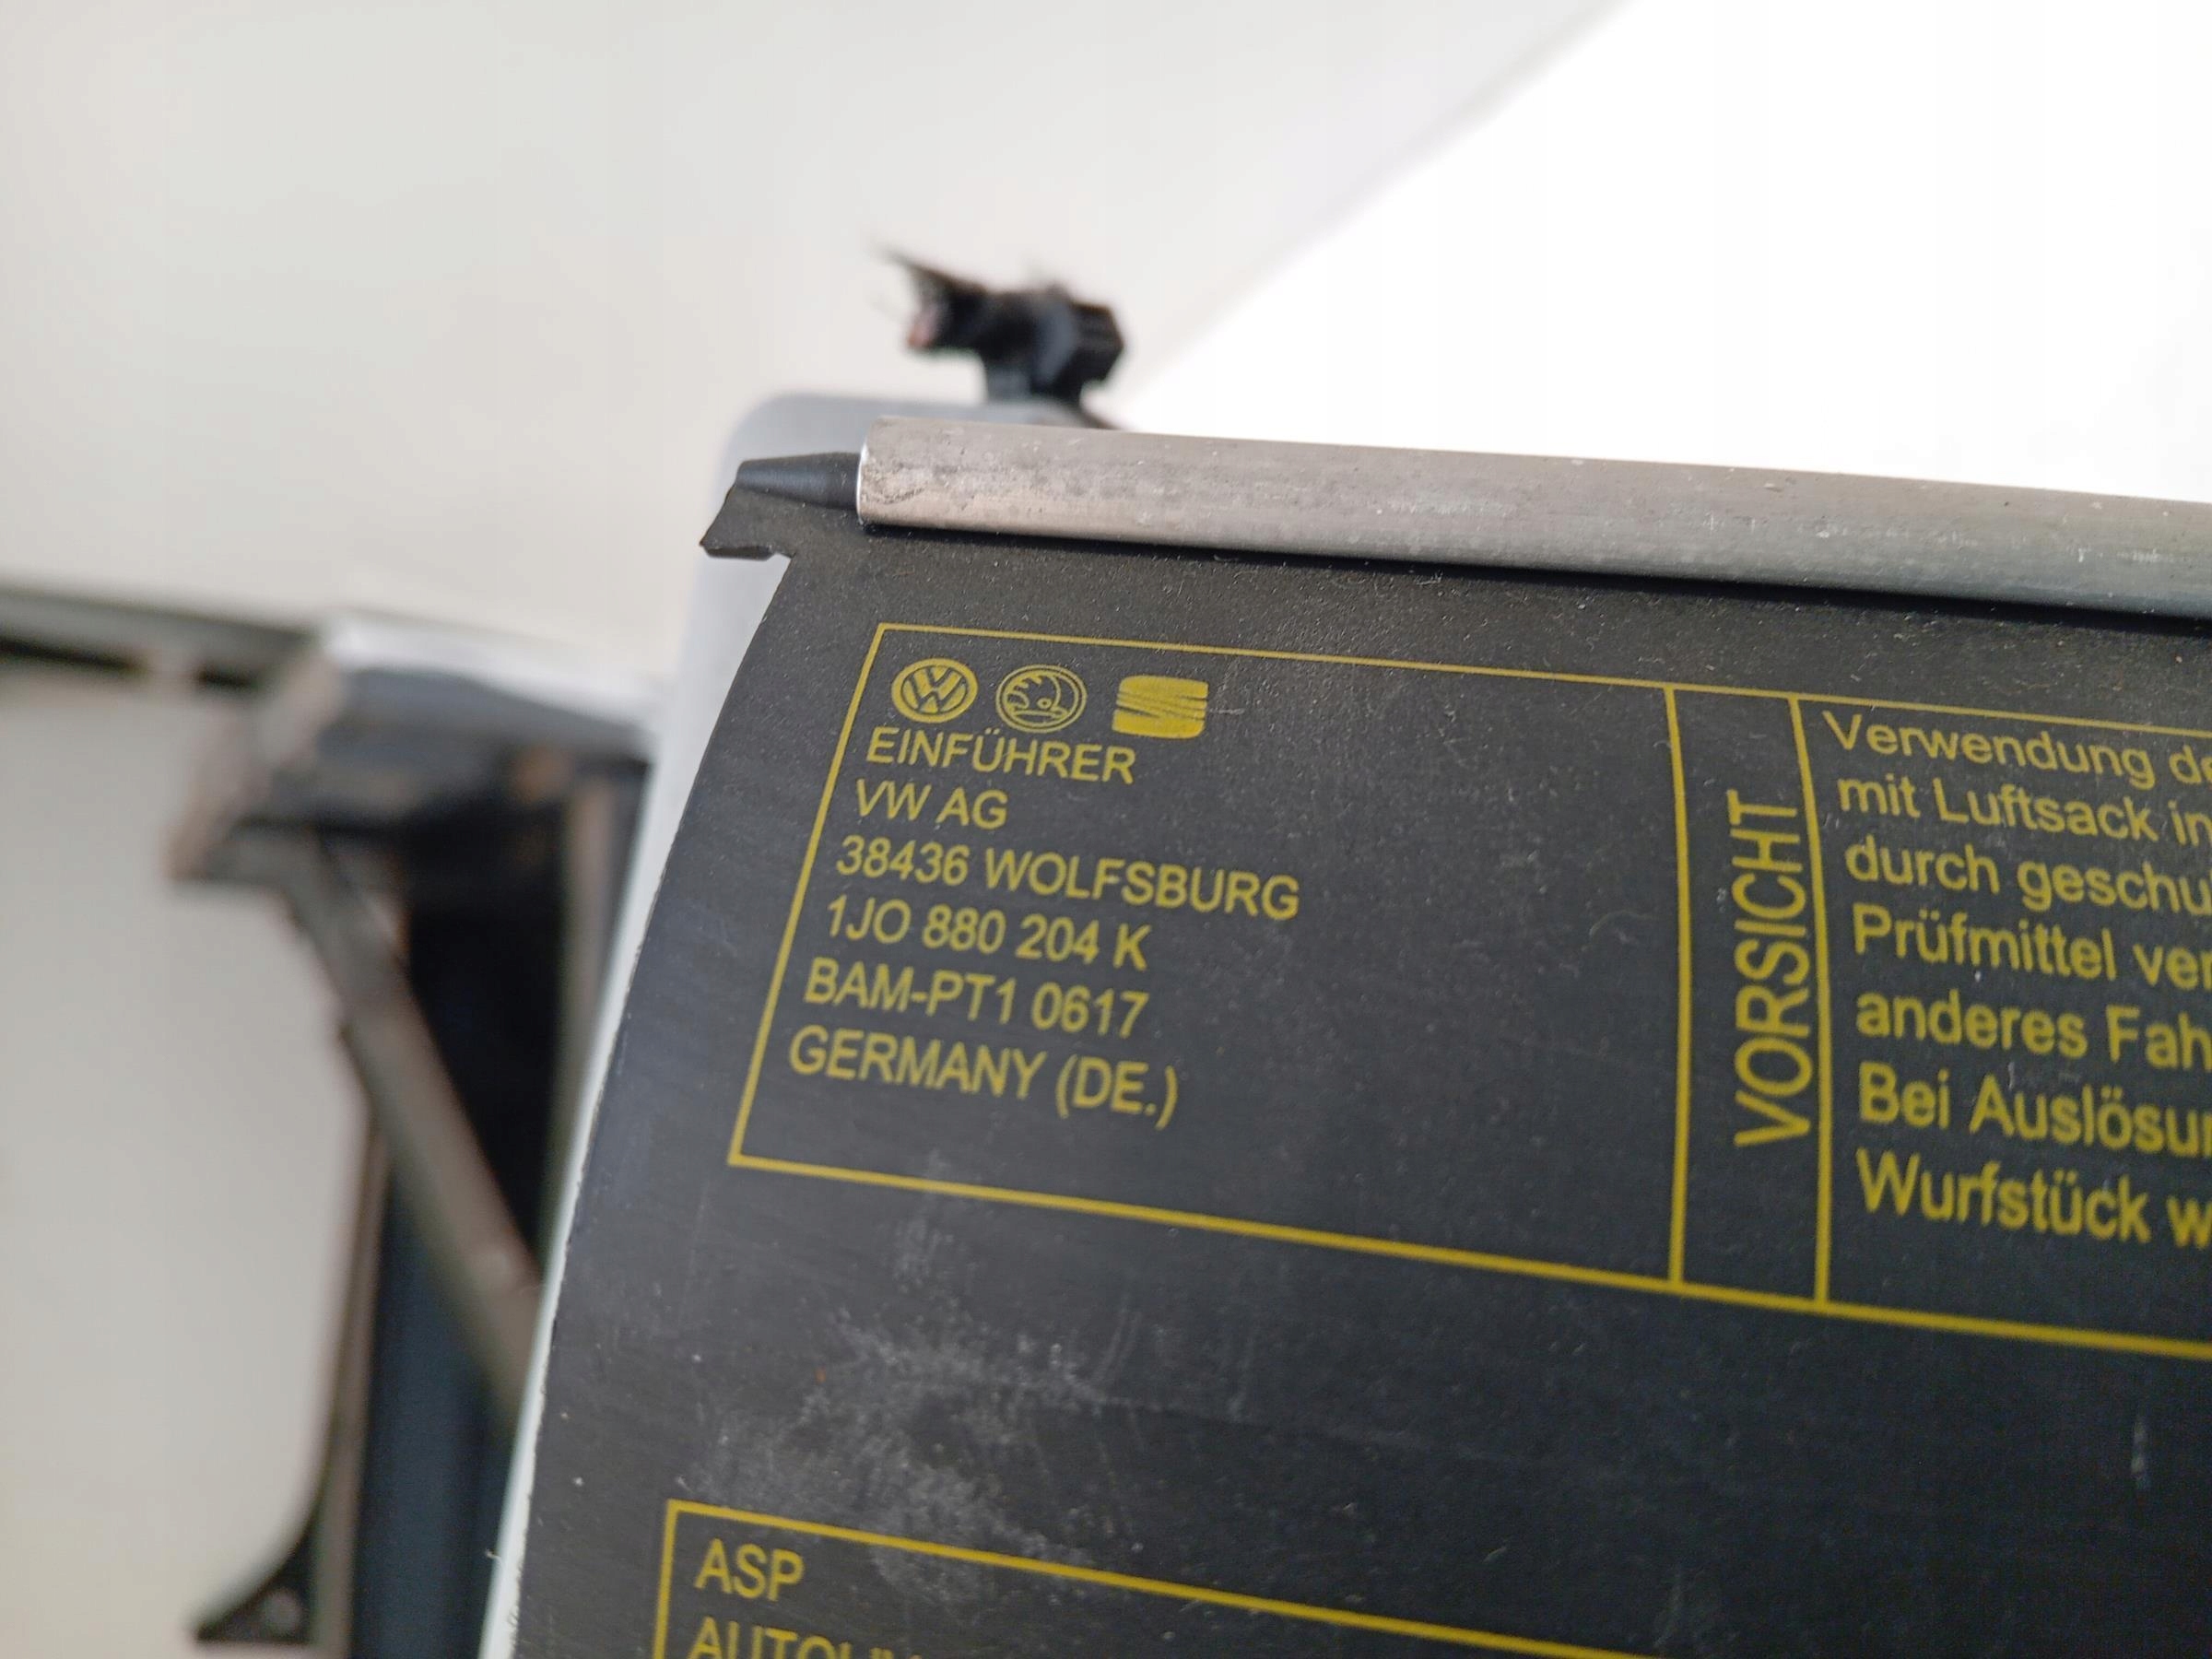 EINFÜHRER
VW AG
38436 WOLFSBURG
1JO 880 204 K
BAM-PT1 0617
GERMANY (DE.)
VORSICHT
Verwendung
mit Luftsack
durch
Prüfmittel
anderes
Bei
Wurfstück
ASP